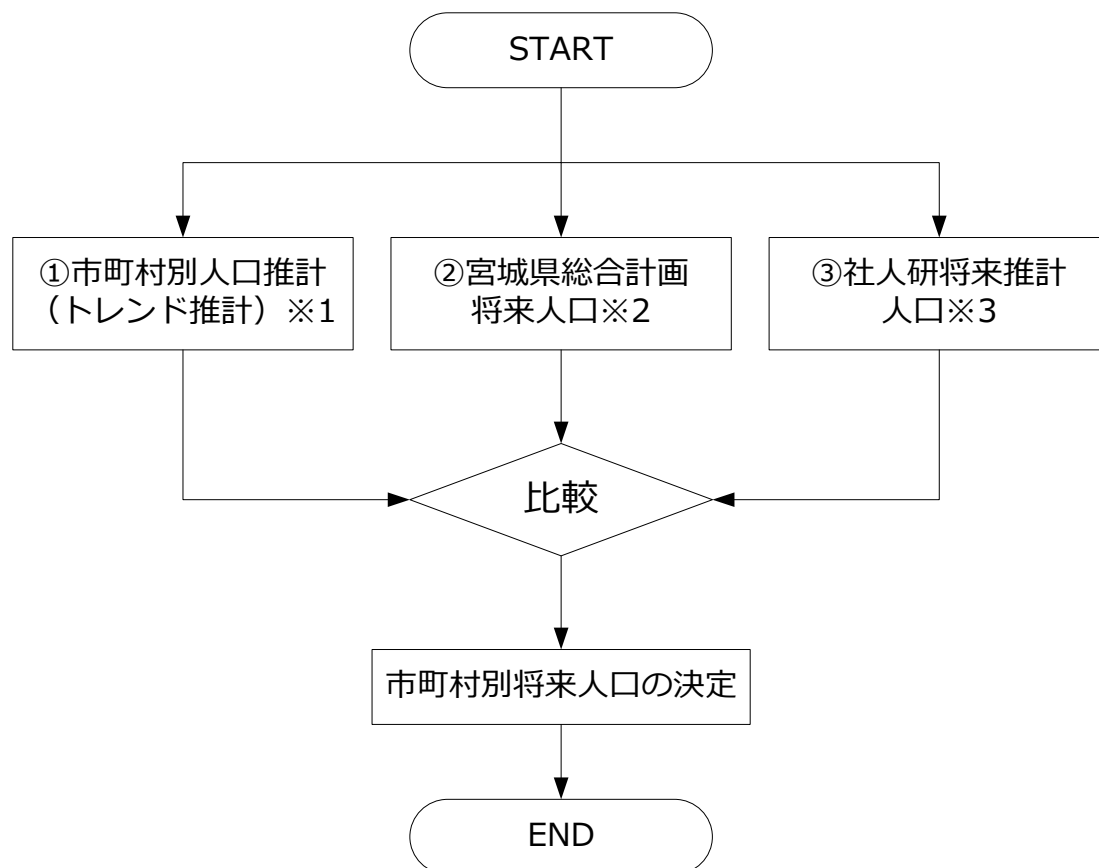 START
①市町村別人口推計
（トレンド推計）※1
②宮城県総合計画
将来人口※2
③社人研将来推計
人口※3
比較
市町村別将来人口の決定
END